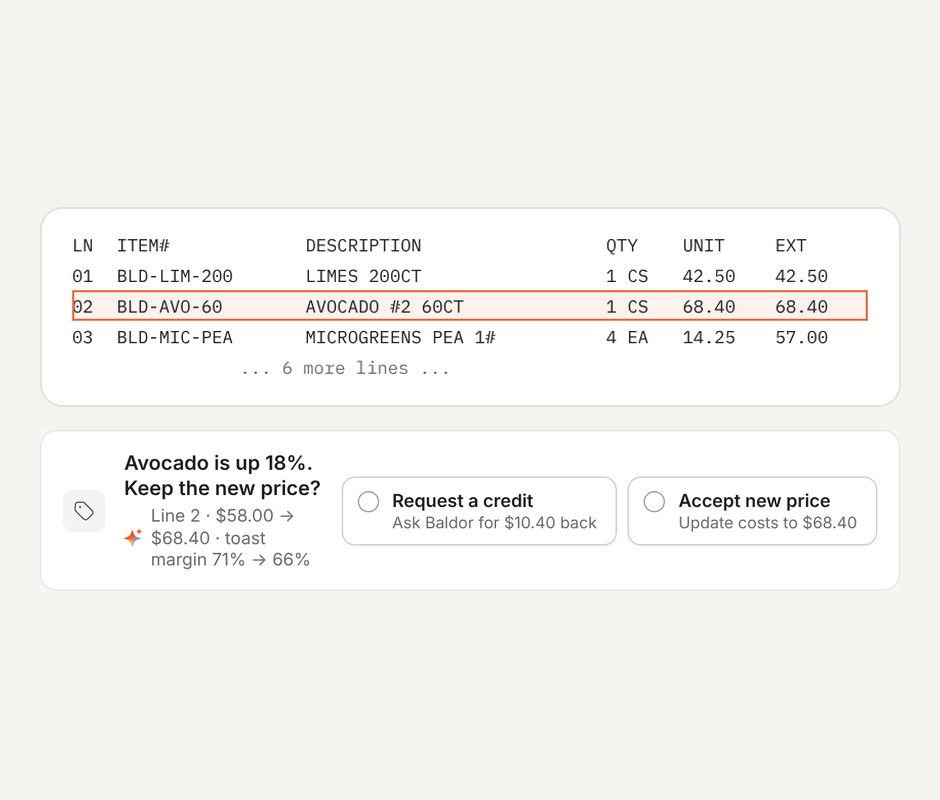 LN ITEM# DESCRIPTION QTY UNIT EXT
01 BLD-LIM-200 LIMES 200CT 1 CS 42.50 42.50
02 BLD-AVO-60 AVOCADO #2 60CT 1 CS 68.40 68.40
03 BLD-MIC-PEA MICROGREENS PEA 1# 4 EA 14.25 57.00
... 6 more lines ...
Avocado is up 18%.
Keep the new price?
Line 2 · $58.00 →
$68.40 · toast
margin 71% → 66%
Request a credit
Ask Baldor for $10.40 back
Accept new price
Update costs to $68.40